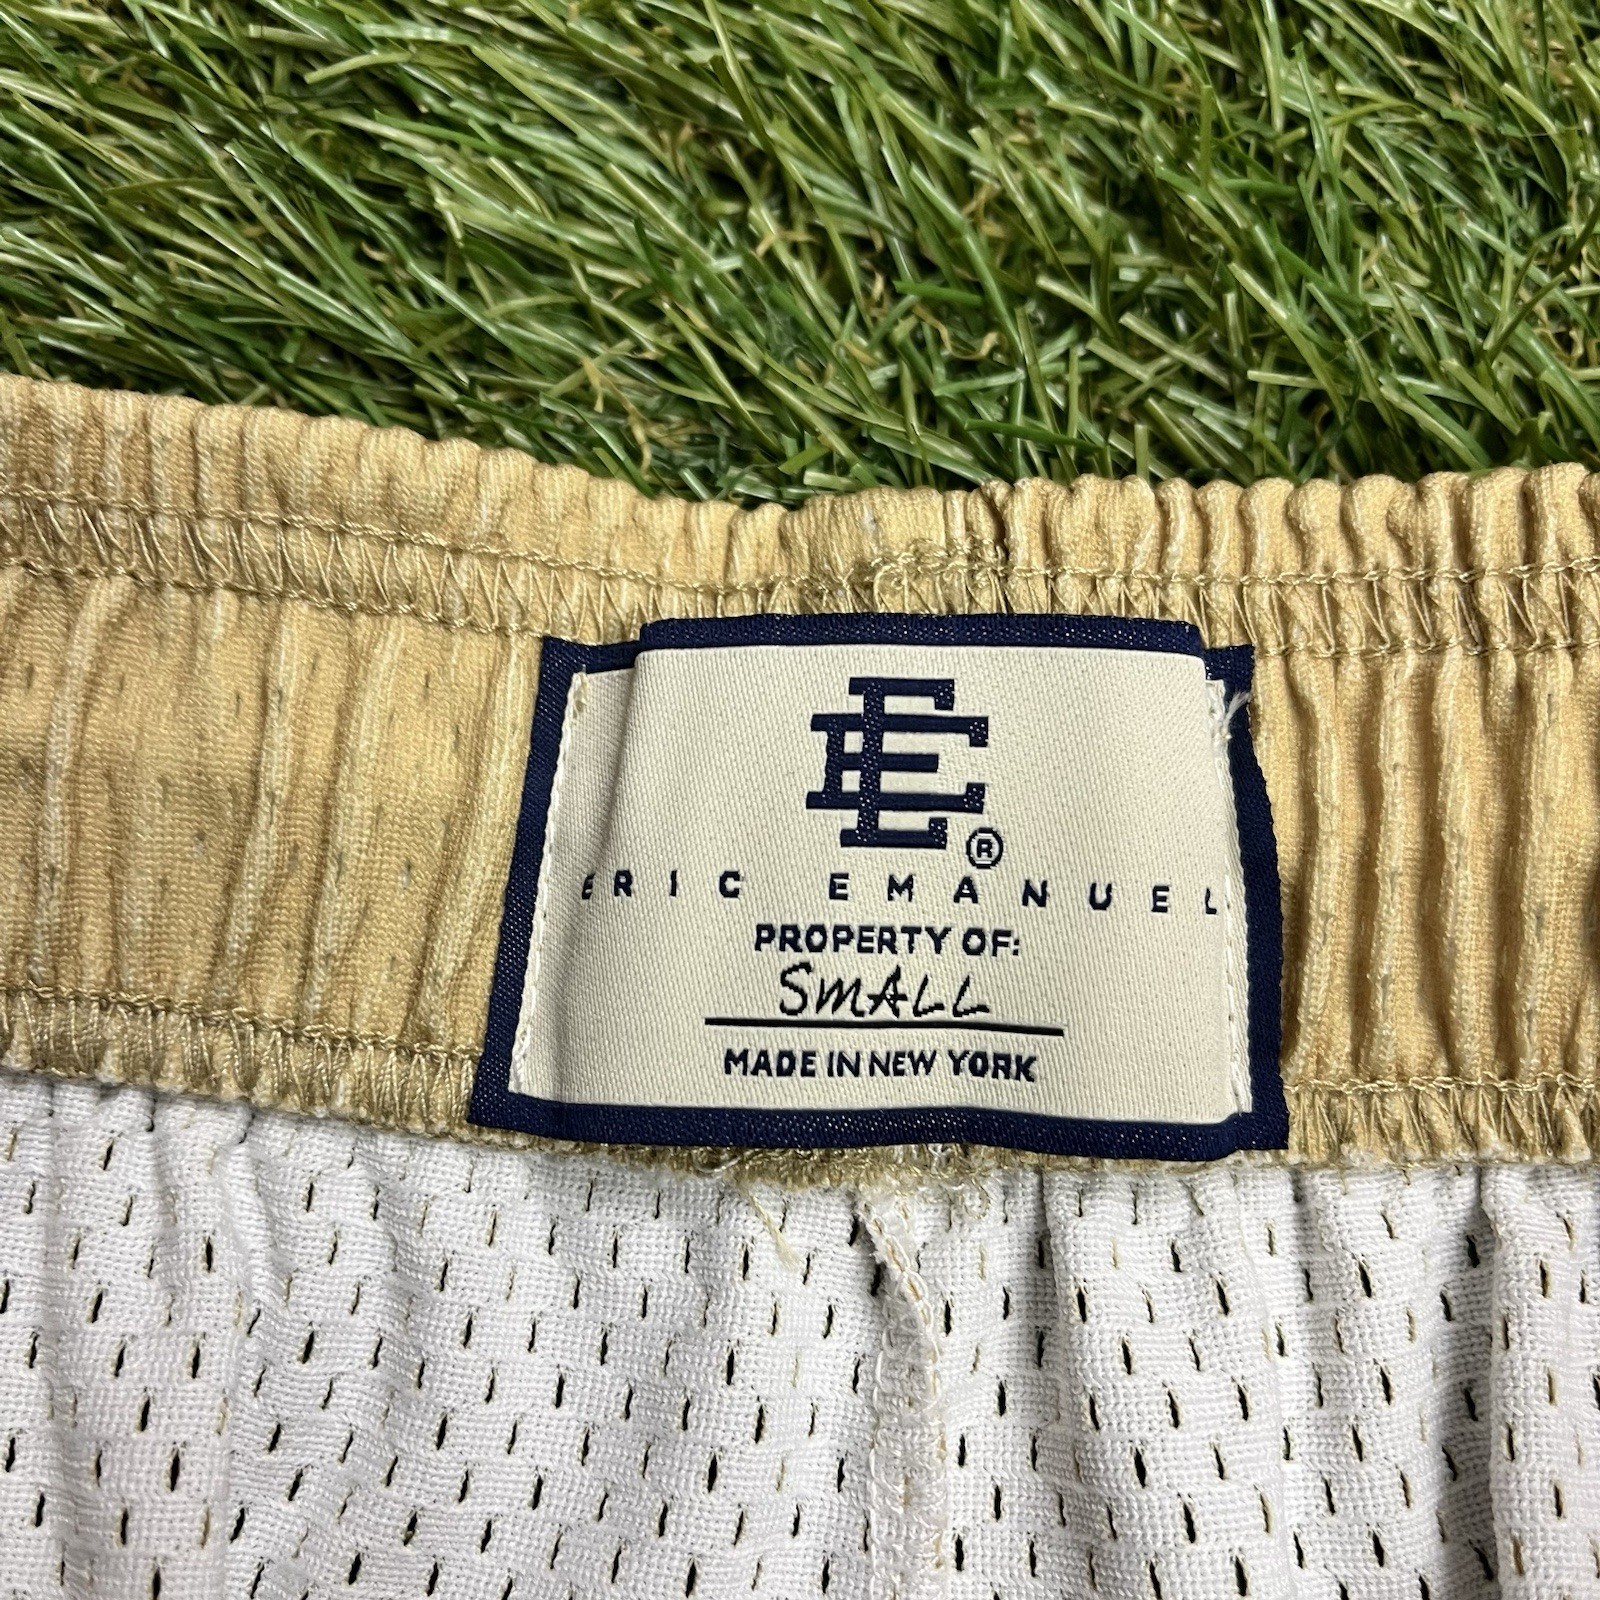 EE®
ERIC EMANUEL
PROPERTY OF:
SMALL
MADE IN NEW YORK